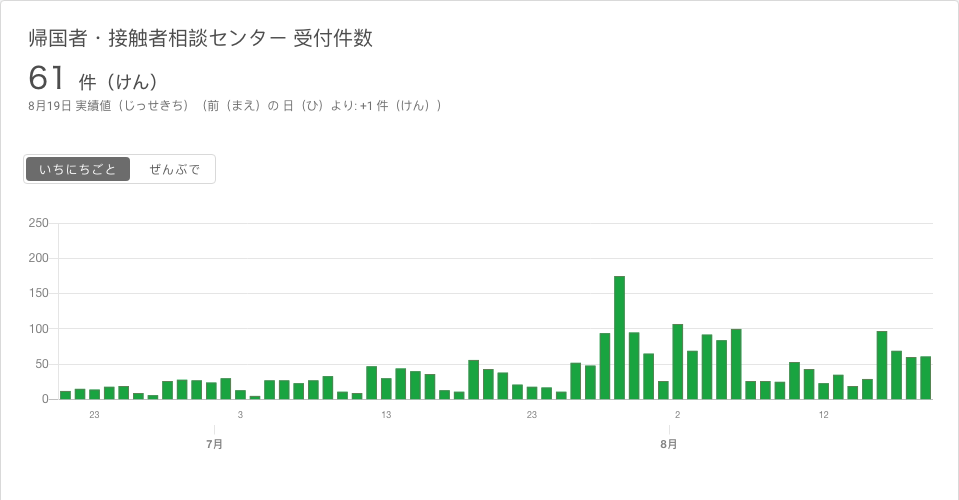 帰国者・接触者相談センター 受付件数
61 件（けん）
8月19日 実績値（じっせきち）（前（まえ）の 日（ひ）より: +1 件（けん））
いちにちごと ぜんぶで
250
200
150
100
50
0
23 3 13 23 2 12
7月 8月